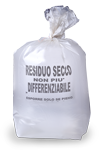 RESIDUO SECCO
NON PIU'
DIFFERENZIABILE